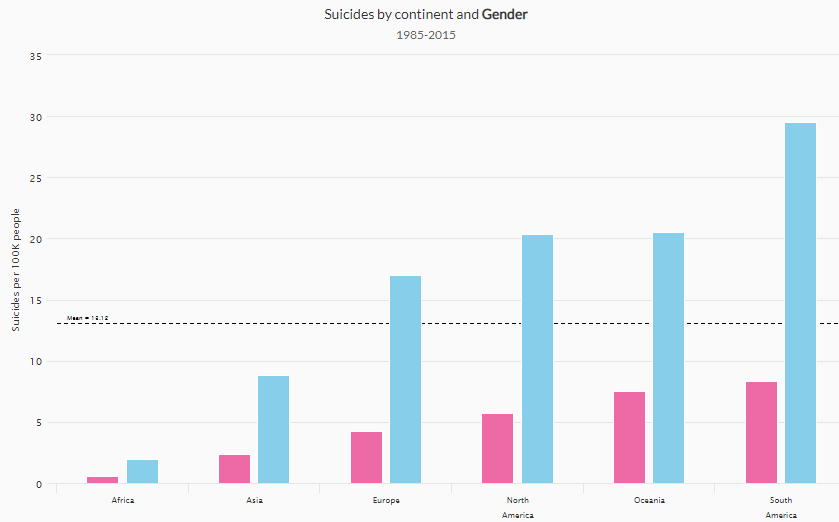 Suicides by continent and Gender
1985-2015
Suicides per 100K people
35
30
25
20
15
10
5
0
Mean = 13.12
Africa
Asia
Europe
North
America
Oceania
South
America